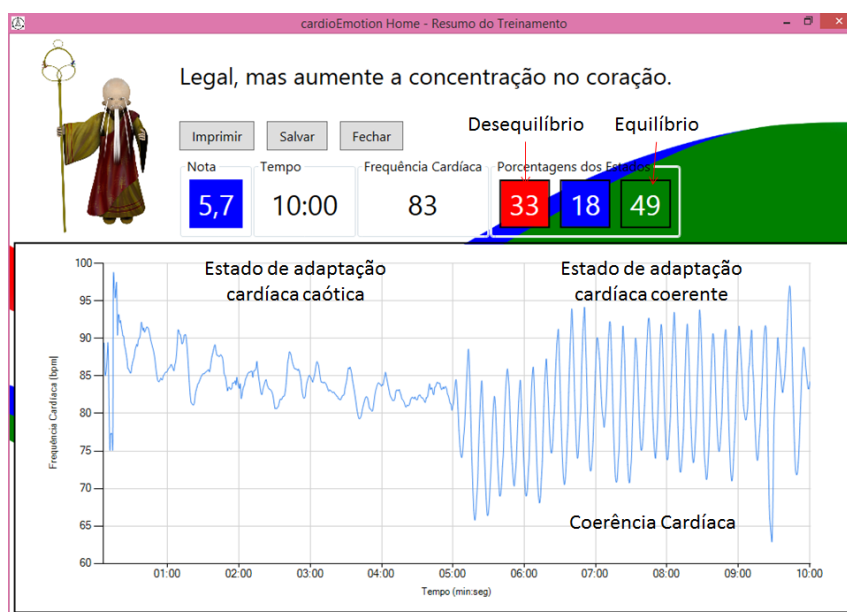 cardioEmotion Home - Resumo do Treinamento
Legal, mas aumente a concentração no coração.
Imprimir Salvar Fechar
Desequilíbrio Equilíbrio
Nota Tempo Frequência Cardíaca Porcentagens dos Estados
5,7 10:00 83 33 18 49
Estado de adaptação
cardíaca caótica
Estado de adaptação
cardíaca coerente
Frequência Cardíaca [bpm]
100
95
90
85
80
75
70
65
60
Coerência Cardíaca
01:00 02:00 03:00 04:00 05:00 06:00 07:00 08:00 09:00 10:00
Tempo (min:seg)